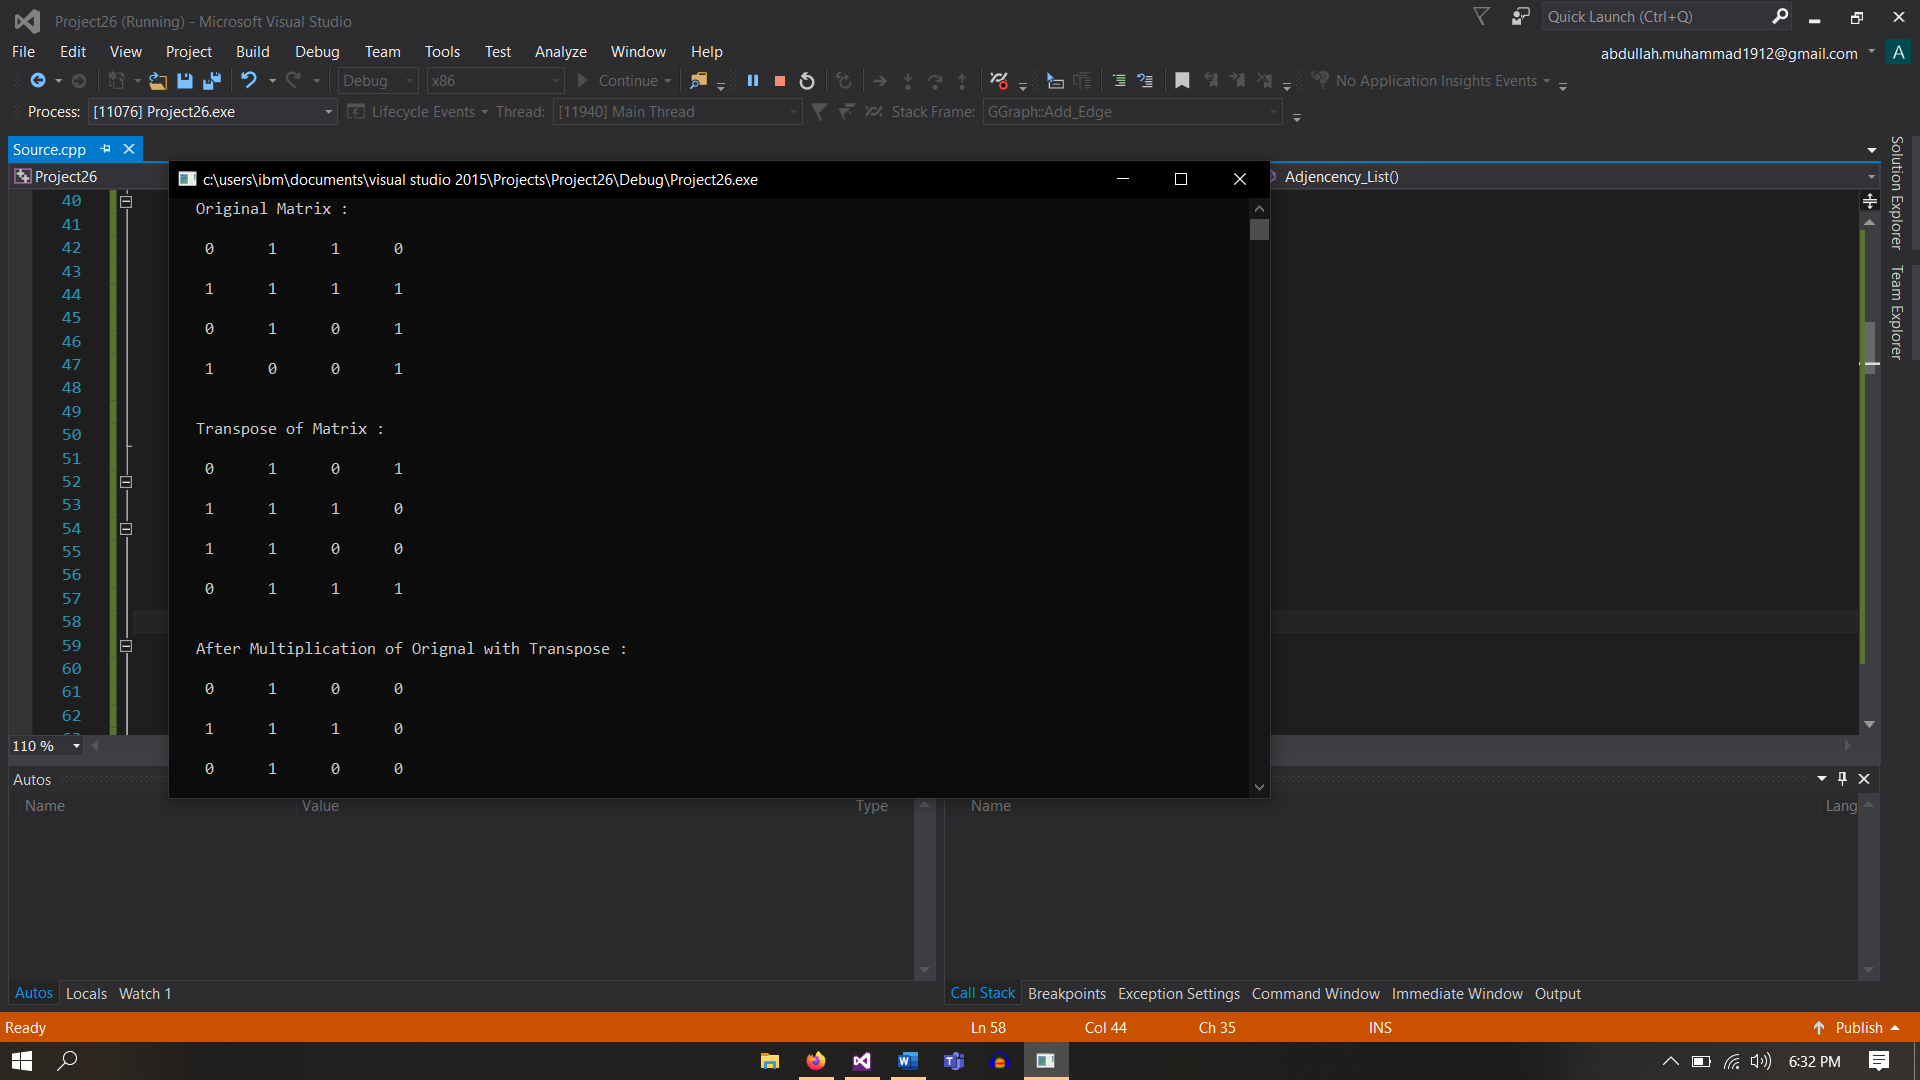 Project26 (Running) - Microsoft Visual Studio
Quick Launch (Ctrl+Q)
File Edit View Project Build Debug Team Tools Test Analyze Window Help
abdullah.muhammad1912@gmail.com A
Debug x86 Continue No Application Insights Events
Process: [11076] Project26.exe Lifecycle Events Thread: [11940] Main Thread Stack Frame: GGraph::Add_Edge
Source.cpp
Project26
Adjencency_List()
Solution Explorer
Team Explorer
40
41
42
43
44
45
46
47
48
49
50
51
52
53
54
55
56
57
58
59
60
61
62
c:\users\ibm\documents\visual studio 2015\Projects\Project26\Debug\Project26.exe
Original Matrix :
0 1 1 0
1 1 1 1
0 1 0 1
1 0 0 1
Transpose of Matrix :
0 1 0 1
1 1 1 0
1 1 0 0
0 1 1 1
After Multiplication of Orignal with Transpose :
0 1 0 0
1 1 1 0
0 1 0 0
110 %
Autos
Name Value Type
Name Lang
Autos Locals Watch 1
Call Stack Breakpoints Exception Settings Command Window Immediate Window Output
Ready Ln 58 Col 44 Ch 35 INS Publish
6:32 PM